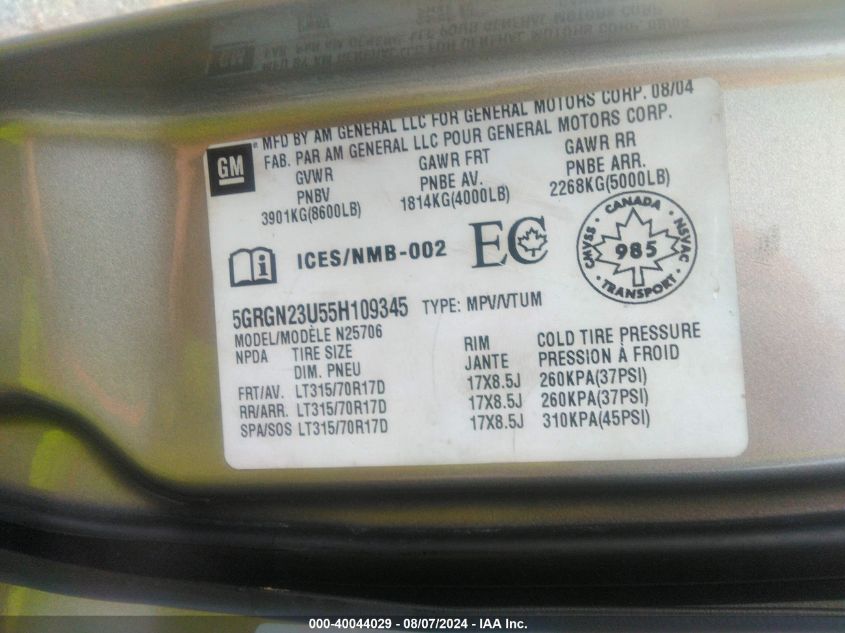 MFD BY AM GENERAL LLC FOR GENERAL MOTORS CORP. 08/04
FAB. PAR AM GENERAL LLC POUR GENERAL MOTORS CORP.
GM
GVWR GAWR FRT GAWR RR
PNBV PNBE AV. PNBE ARR.
3901KG(8600LB) 1814KG(4000LB) 2268KG(5000LB)
ICES/NMB-002 EC
CANADA
CMVSS NSVAC
985
TRANSPORT
5GRGN23U55H109345 TYPE: MPV/VTUM
MODEL/MODÈLE N25706
NPDA TIRE SIZE RIM COLD TIRE PRESSURE
DIM. PNEU JANTE PRESSION À FROID
FRT/AV. LT315/70R17D 17X8.5J 260KPA(37PSI)
RR/ARR. LT315/70R17D 17X8.5J 260KPA(37PSI)
SPA/SOS LT315/70R17D 17X8.5J 310KPA(45PSI)
000-40044029 - 08/07/2024 - IAA Inc.